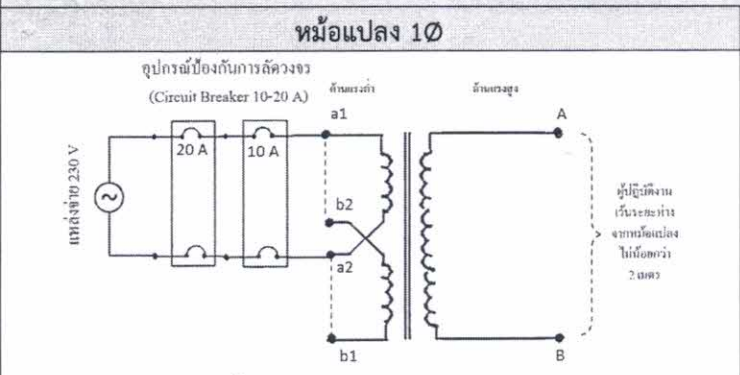 หม้อแปลง 1Ø
อุปกรณ์ป้องกันการลัดวงจร
(Circuit Breaker 10-20 A)
ด้านแรงต่ำ
ด้านแรงสูง
a1
A
20 A
10 A
แหล่งจ่าย 230 V
b2
a2
b1
B
ผู้ปฏิบัติงาน
เว้นระยะห่าง
จากหม้อแปลง
ไม่น้อยกว่า
2 เมตร